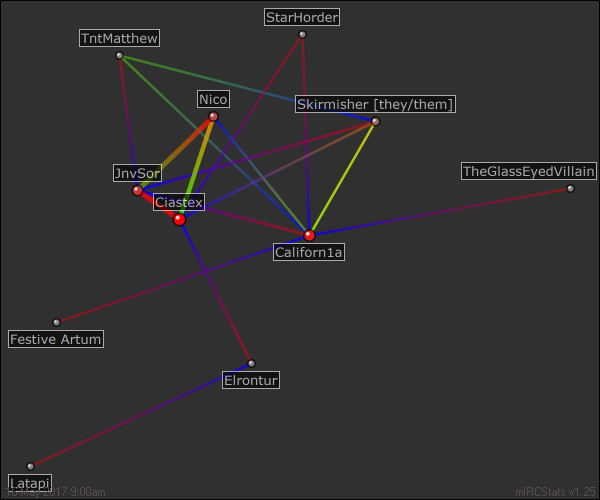 StarHorder
TntMatthew
Nico
Skirmisher [they/them]
TheGlassEyedVillain
JnvSor
Ciastex
Californ1a
Festive Artum
Elrontur
Latapi
May 2017 9:00am
mIRCStats v1.25